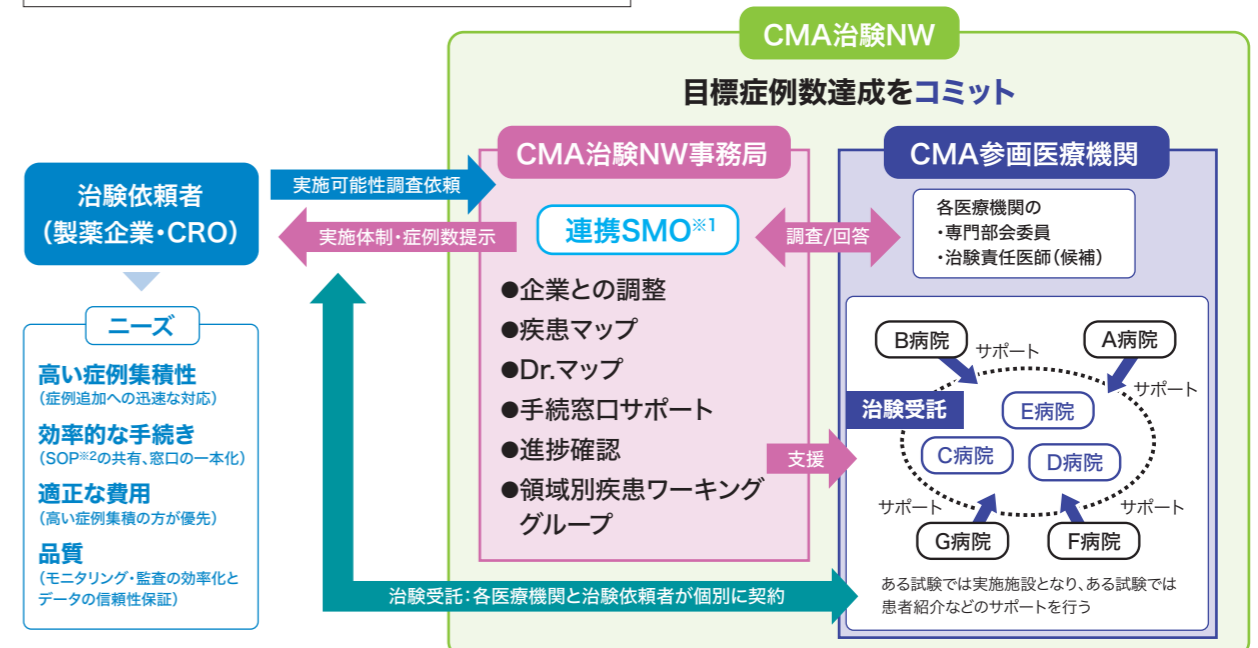 CMA治験NW
目標症例数達成をコミット
治験依頼者
（製薬企業・CRO）
ニーズ
高い症例集積性
（症例追加への迅速な対応）
効率的な手続き
（SOP※2の共有、窓口の一本化）
適正な費用
（高い症例集積の方が優先）
品質
（モニタリング・監査の効率化と
データの信頼性保証）
実施可能性調査依頼
実施体制・症例数提示
CMA治験NW事務局
連携SMO※1
●企業との調整
●疾患マップ
●Dr.マップ
●手続窓口サポート
●進捗確認
●領域別疾患ワーキング
グループ
調査/回答
支援
治験受託：各医療機関と治験依頼者が個別に契約
CMA参画医療機関
各医療機関の
・専門部会委員
・治験責任医師（候補）
B病院
サポート
A病院
サポート
治験受託
E病院
C病院
D病院
サポート
サポート
G病院
F病院
ある試験では実施施設となり、ある試験では
患者紹介などのサポートを行う